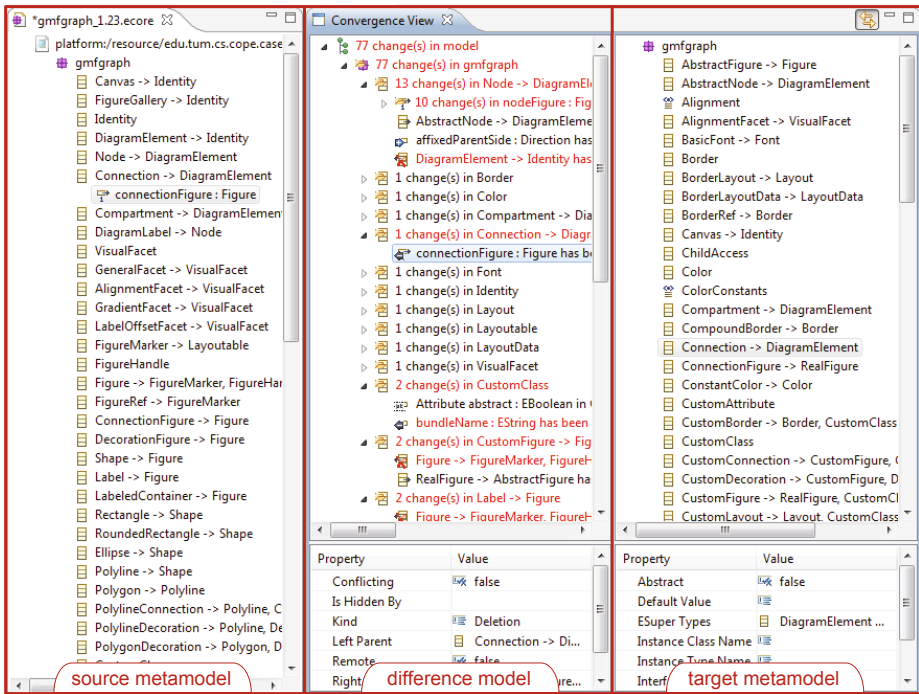 *gmfgraph_1.23.ecore
platform:/resource/edu.tum.cs.cope.case
gmfgraph
Canvas -> Identity
FigureGallery -> Identity
Identity
DiagramElement -> Identity
Node -> DiagramElement
Connection -> DiagramElement
connectionFigure : Figure
Compartment -> DiagramElement
DiagramLabel -> Node
VisualFacet
GeneralFacet -> VisualFacet
AlignmentFacet -> VisualFacet
GradientFacet -> VisualFacet
LabelOffsetFacet -> VisualFacet
FigureMarker -> Layoutable
FigureHandle
Figure -> FigureMarker, FigureHar
FigureRef -> FigureMarker
ConnectionFigure -> Figure
DecorationFigure -> Figure
Shape -> Figure
Label -> Figure
LabeledContainer -> Figure
Rectangle -> Shape
RoundedRectangle -> Shape
Ellipse -> Shape
Polyline -> Shape
Polygon -> Polyline
PolylineConnection -> Polyline, C
PolylineDecoration -> Polyline, De
PolygonDecoration -> Polygon, D
source metamodel
Convergence View
77 change(s) in model
77 change(s) in gmfgraph
13 change(s) in Node -> DiagramEl
10 change(s) in nodeFigure : Fig
AbstractNode -> DiagramEleme
affixedParentSide : Direction has
DiagramElement -> Identity has
1 change(s) in Border
1 change(s) in Color
1 change(s) in Compartment -> Dia
1 change(s) in Connection -> Diagr
connectionFigure : Figure has be
1 change(s) in Font
1 change(s) in Identity
1 change(s) in Layout
1 change(s) in Layoutable
1 change(s) in LayoutData
1 change(s) in VisualFacet
2 change(s) in CustomClass
Attribute abstract : EBoolean in
bundleName : EString has been
2 change(s) in CustomFigure -> Fig
Figure -> FigureMarker, FigureH
RealFigure -> AbstractFigure ha
2 change(s) in Label -> Figure
Figure -> FigureMarker, FigureH
Property Value
Conflicting false
Is Hidden By
Kind Deletion
Left Parent Connection -> Di...
Remote false
Right ure...
difference model
gmfgraph
AbstractFigure -> Figure
AbstractNode -> DiagramElement
Alignment
AlignmentFacet -> VisualFacet
BasicFont -> Font
Border
BorderLayout -> Layout
BorderLayoutData -> LayoutData
BorderRef -> Border
Canvas -> Identity
ChildAccess
Color
ColorConstants
Compartment -> DiagramElement
CompoundBorder -> Border
Connection -> DiagramElement
ConnectionFigure -> RealFigure
ConstantColor -> Color
CustomAttribute
CustomBorder -> Border, CustomClass
CustomClass
CustomConnection -> CustomFigure, C
CustomDecoration -> CustomFigure, D
CustomFigure -> RealFigure, CustomCl
CustomLayout -> Layout, CustomClass
Property Value
Abstract false
Default Value
ESuper Types DiagramElement ...
Instance Class Name
Instance Type Name
Interf
target metamodel